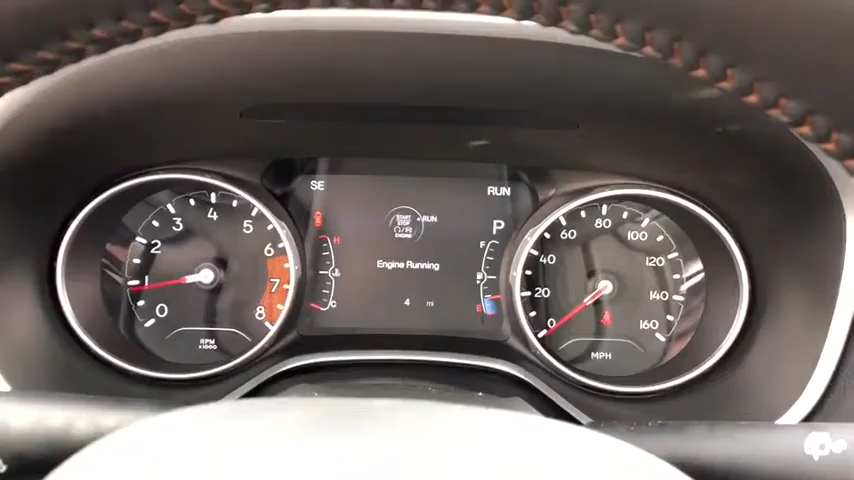 SE
RUN
START
STOP
ENGINE
RUN
P
0
1
2
3
4
5
6
7
8
RPM
x1000
H
C
Engine Running
4 mi
F
E
0
20
40
60
80
100
120
140
160
MPH